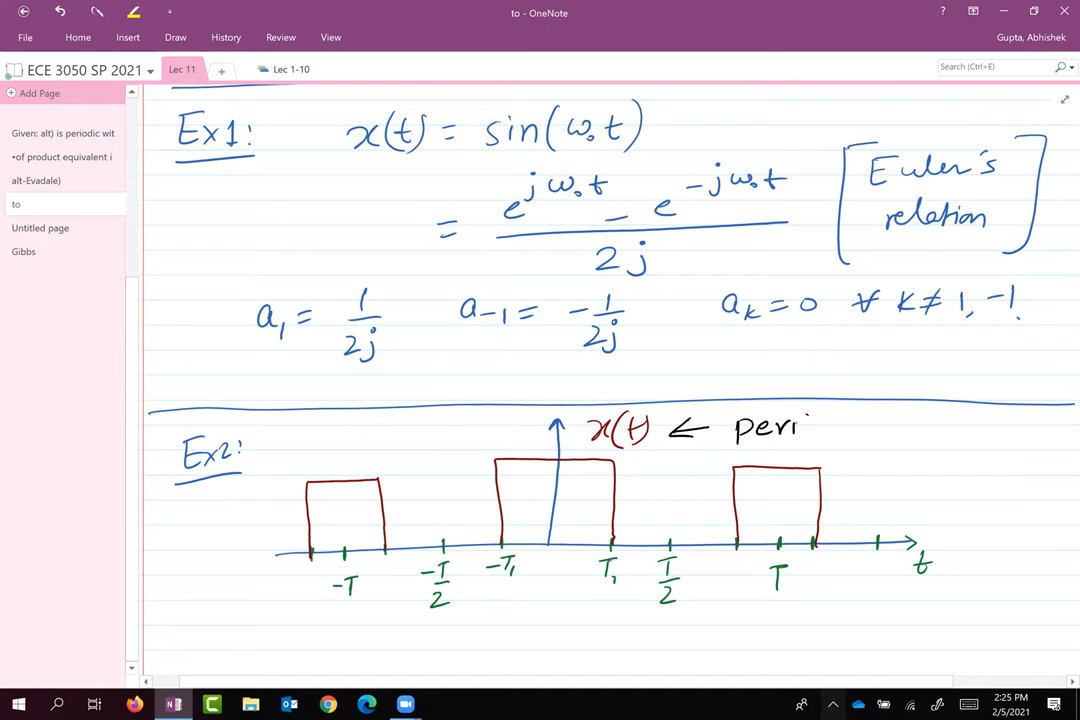 to - OneNote
Gupta, Abhishek
File Home Insert Draw History Review View
ECE 3050 SP 2021 Lec 11 Lec 1-10 Search (Ctrl+E)
Add Page
Given: alt) is periodic wit
•of product equivalent i
alt-Evadale)
to
Untitled page
Gibbs
Ex1: x(t) = sin(ω₀t)
= (e^{jω₀t} - e^{-jω₀t}) / 2j [Euler's relation]
a₁ = 1/2j a₋₁ = -1/2j aₖ = 0 ∀ k ≠ 1, -1.
Ex2: x(t) ← peri
-T -T/2 -T₁ T₁ T/2 T t
2:25 PM
2/5/2021